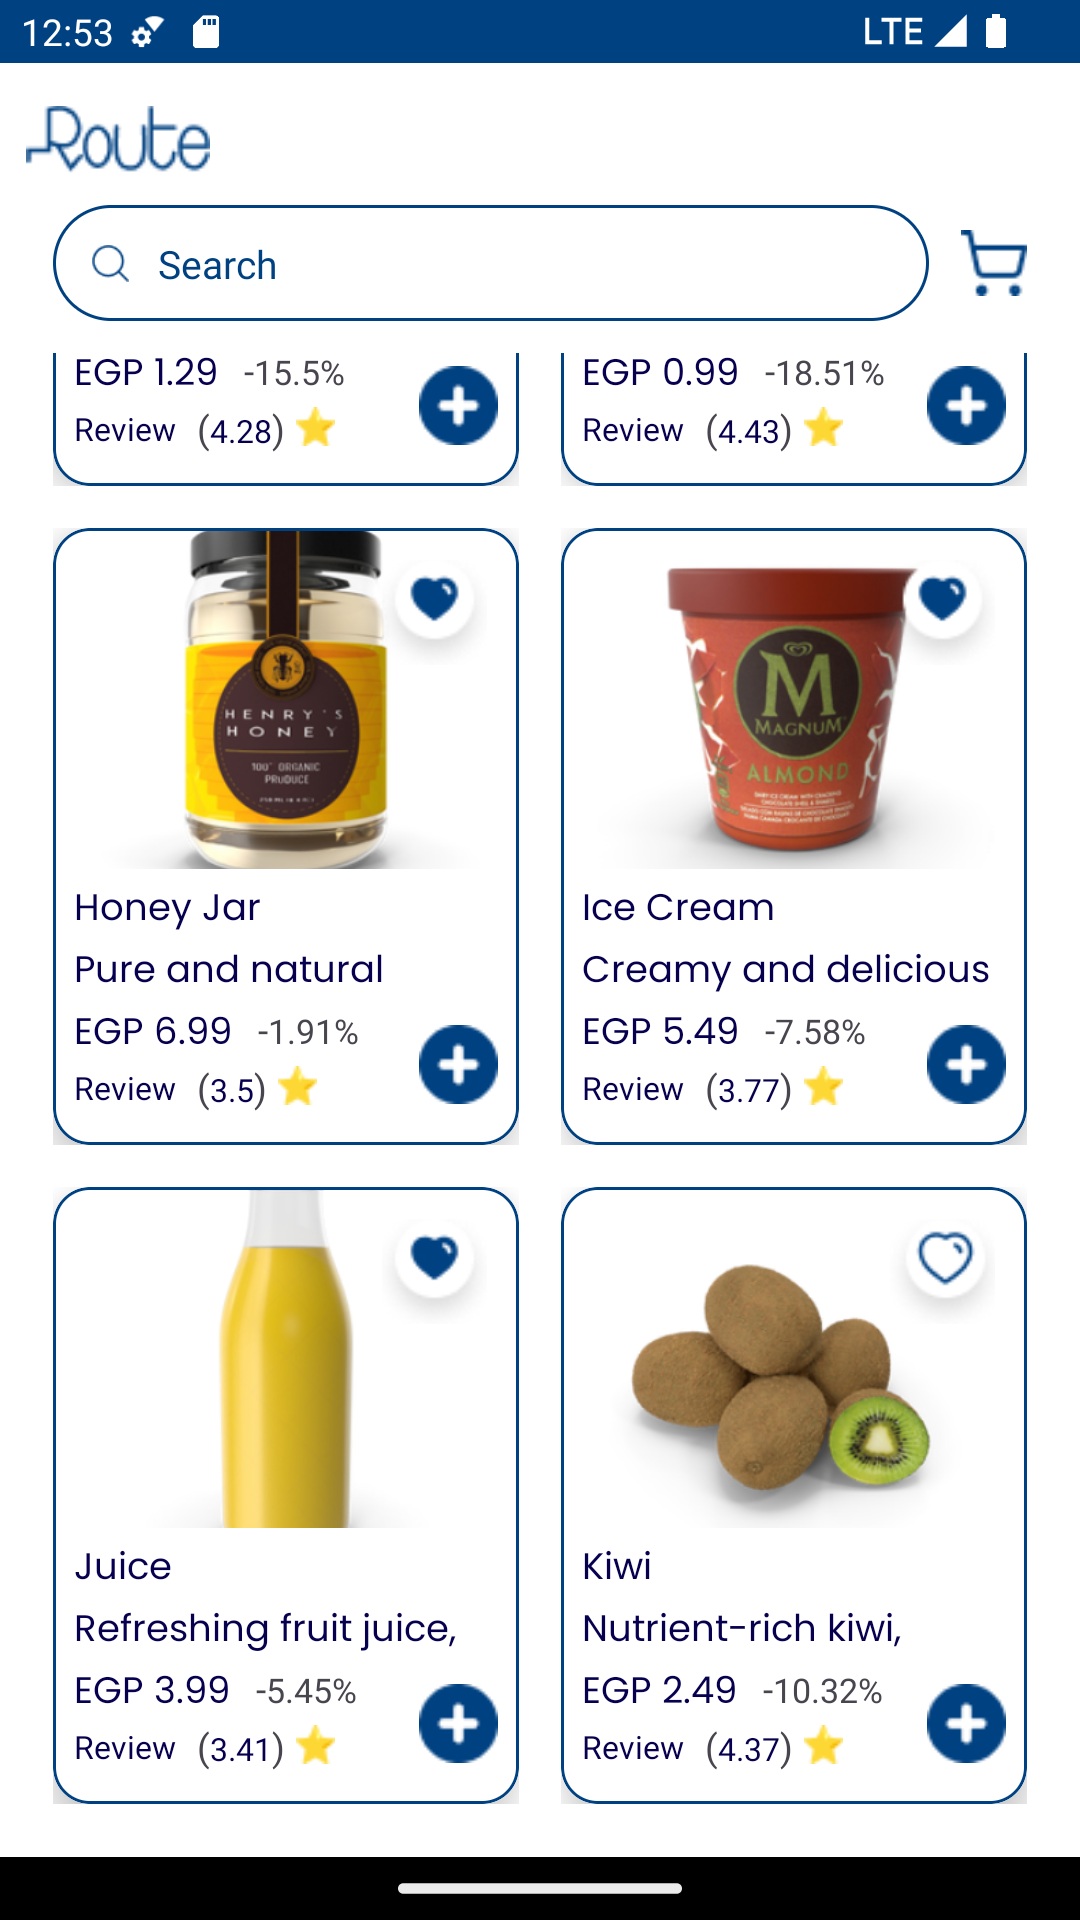 12:53 LTE
Route
Search
EGP 1.29 -15.5%
Review (4.28)
EGP 0.99 -18.51%
Review (4.43)
HENRY'S
HONEY
100% ORGANIC
PRODUCE
Honey Jar
Pure and natural
EGP 6.99 -1.91%
Review (3.5)
M
MAGNUM
ALMOND
Ice Cream
Creamy and delicious
EGP 5.49 -7.58%
Review (3.77)
Juice
Refreshing fruit juice,
EGP 3.99 -5.45%
Review (3.41)
Kiwi
Nutrient-rich kiwi,
EGP 2.49 -10.32%
Review (4.37)